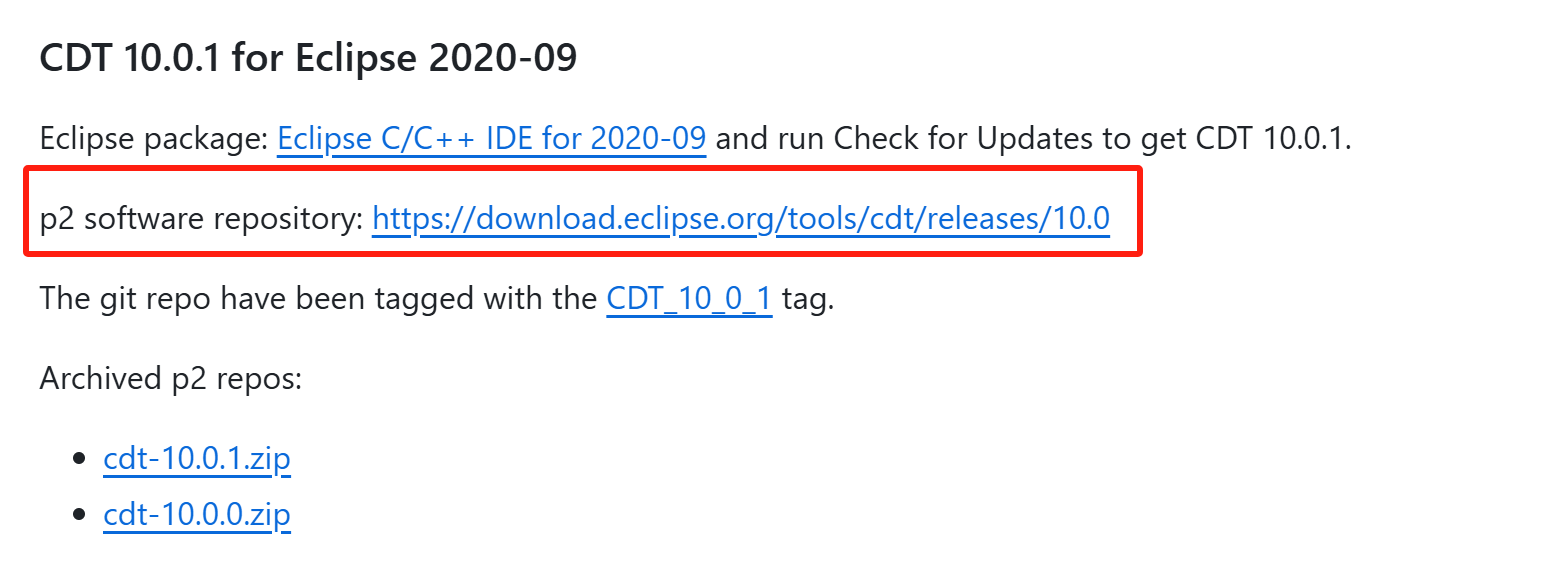 CDT 10.0.1 for Eclipse 2020-09
Eclipse package: Eclipse C/C++ IDE for 2020-09 and run Check for Updates to get CDT 10.0.1.
p2 software repository: https://download.eclipse.org/tools/cdt/releases/10.0
The git repo have been tagged with the CDT_10_0_1 tag.
Archived p2 repos:
• cdt-10.0.1.zip
• cdt-10.0.0.zip